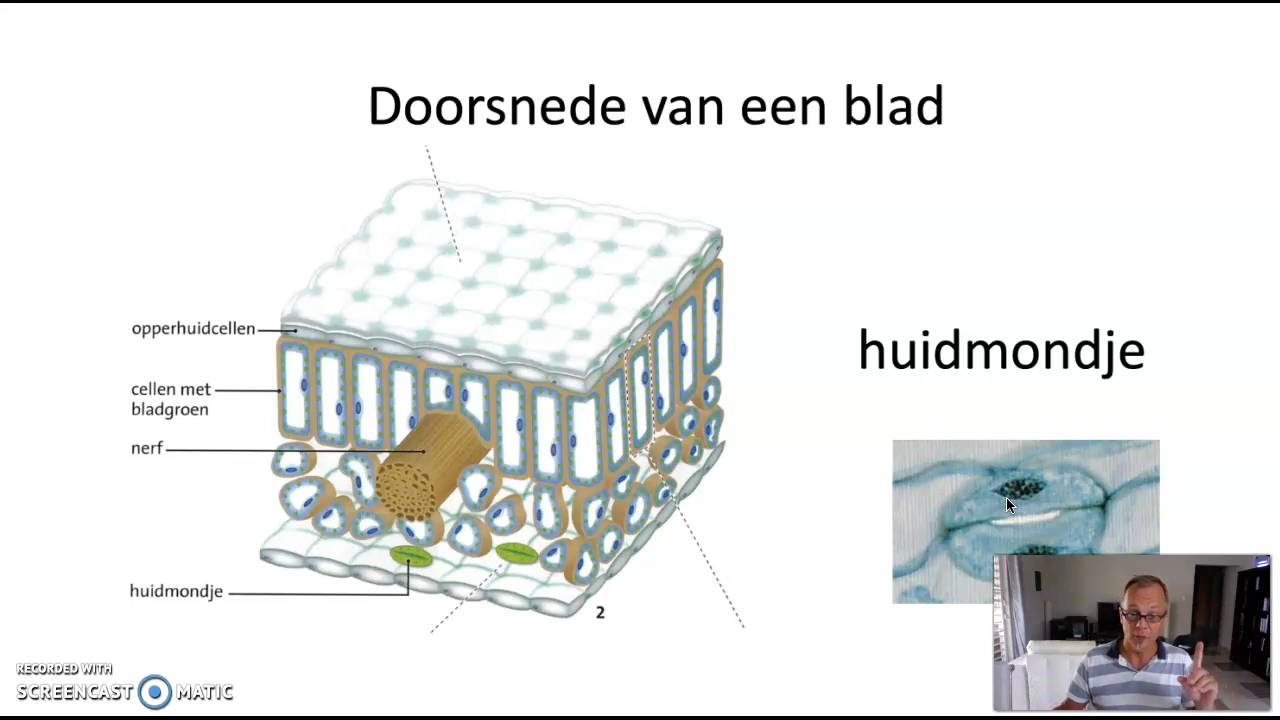 Doorsnede van een blad
opperhuidcellen
cellen met
bladgroen
nerf
huidmondje
2
huidmondje
RECORDED WITH
SCREENCAST MATIC